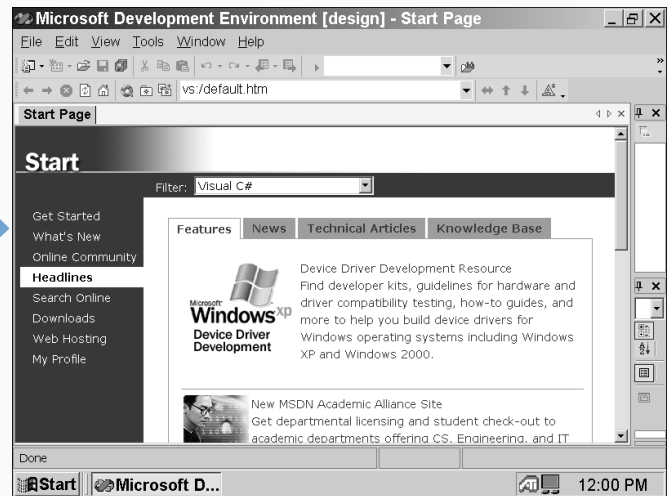 Microsoft Development Environment [design] - Start Page
File Edit View Tools Window Help
vs:/default.htm
Start Page
Start
Filter: Visual C#
Get Started
What's New
Online Community
Headlines
Search Online
Downloads
Web Hosting
My Profile
Features News Technical Articles Knowledge Base
Microsoft
Windows xp
Device Driver
Development
Device Driver Development Resource
Find developer kits, guidelines for hardware and
driver compatibility testing, how-to guides, and
more to help you build device drivers for
Windows operating systems including Windows
XP and Windows 2000.
New MSDN Academic Alliance Site
Get departmental licensing and student check-out to
academic departments offering CS, Engineering, and IT
Done
Start Microsoft D... 12:00 PM